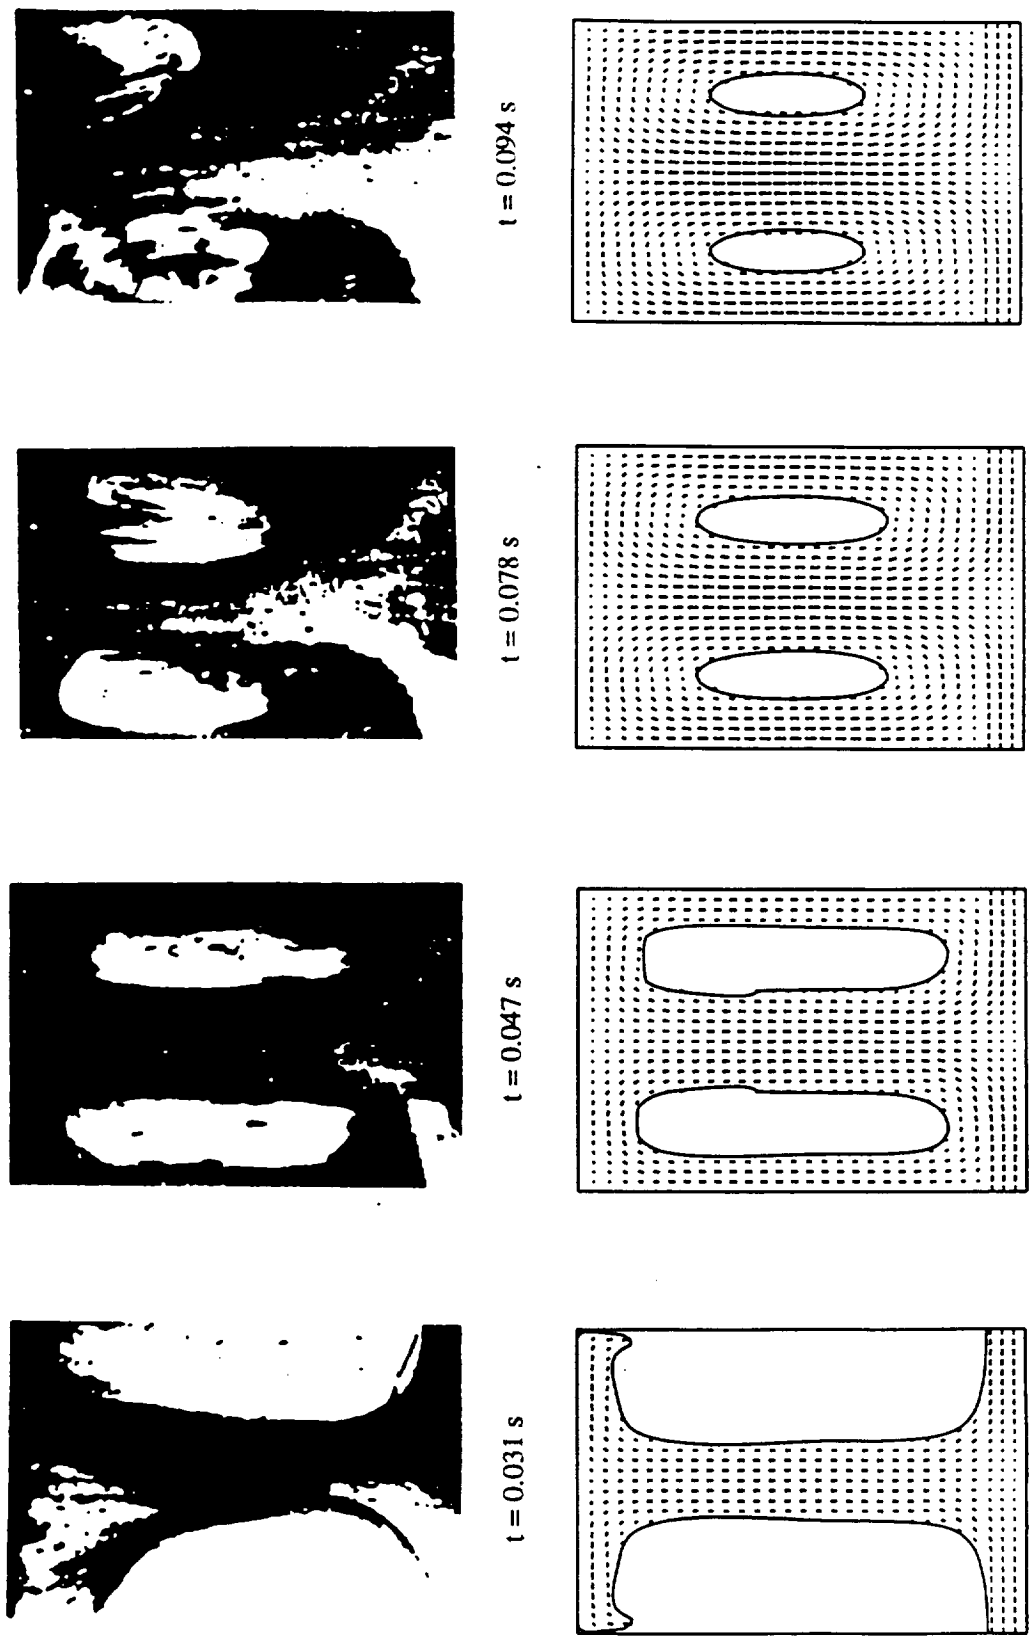 t = 0.094 s
t = 0.078 s
t = 0.047 s
t = 0.031 s